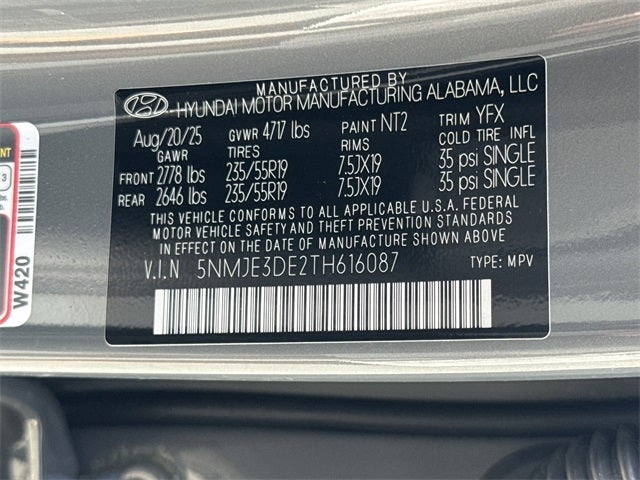 MANUFACTURED BY
HYUNDAI MOTOR MANUFACTURING ALABAMA, LLC
Aug/20/25 GVWR 4717 lbs PAINT NT2 TRIM YFX
GAWR TIRES RIMS COLD TIRE INFL
FRONT 2778 lbs 235/55R19 7.5JX19 35 psi SINGLE
REAR 2646 lbs 235/55R19 7.5JX19 35 psi SINGLE
THIS VEHICLE CONFORMS TO ALL APPLICABLE U.S.A. FEDERAL
MOTOR VEHICLE SAFETY AND THEFT PREVENTION STANDARDS
IN EFFECT ON THE DATE OF MANUFACTURE SHOWN ABOVE.
V.I.N 5NMJE3DE2TH616087 TYPE: MPV
W420